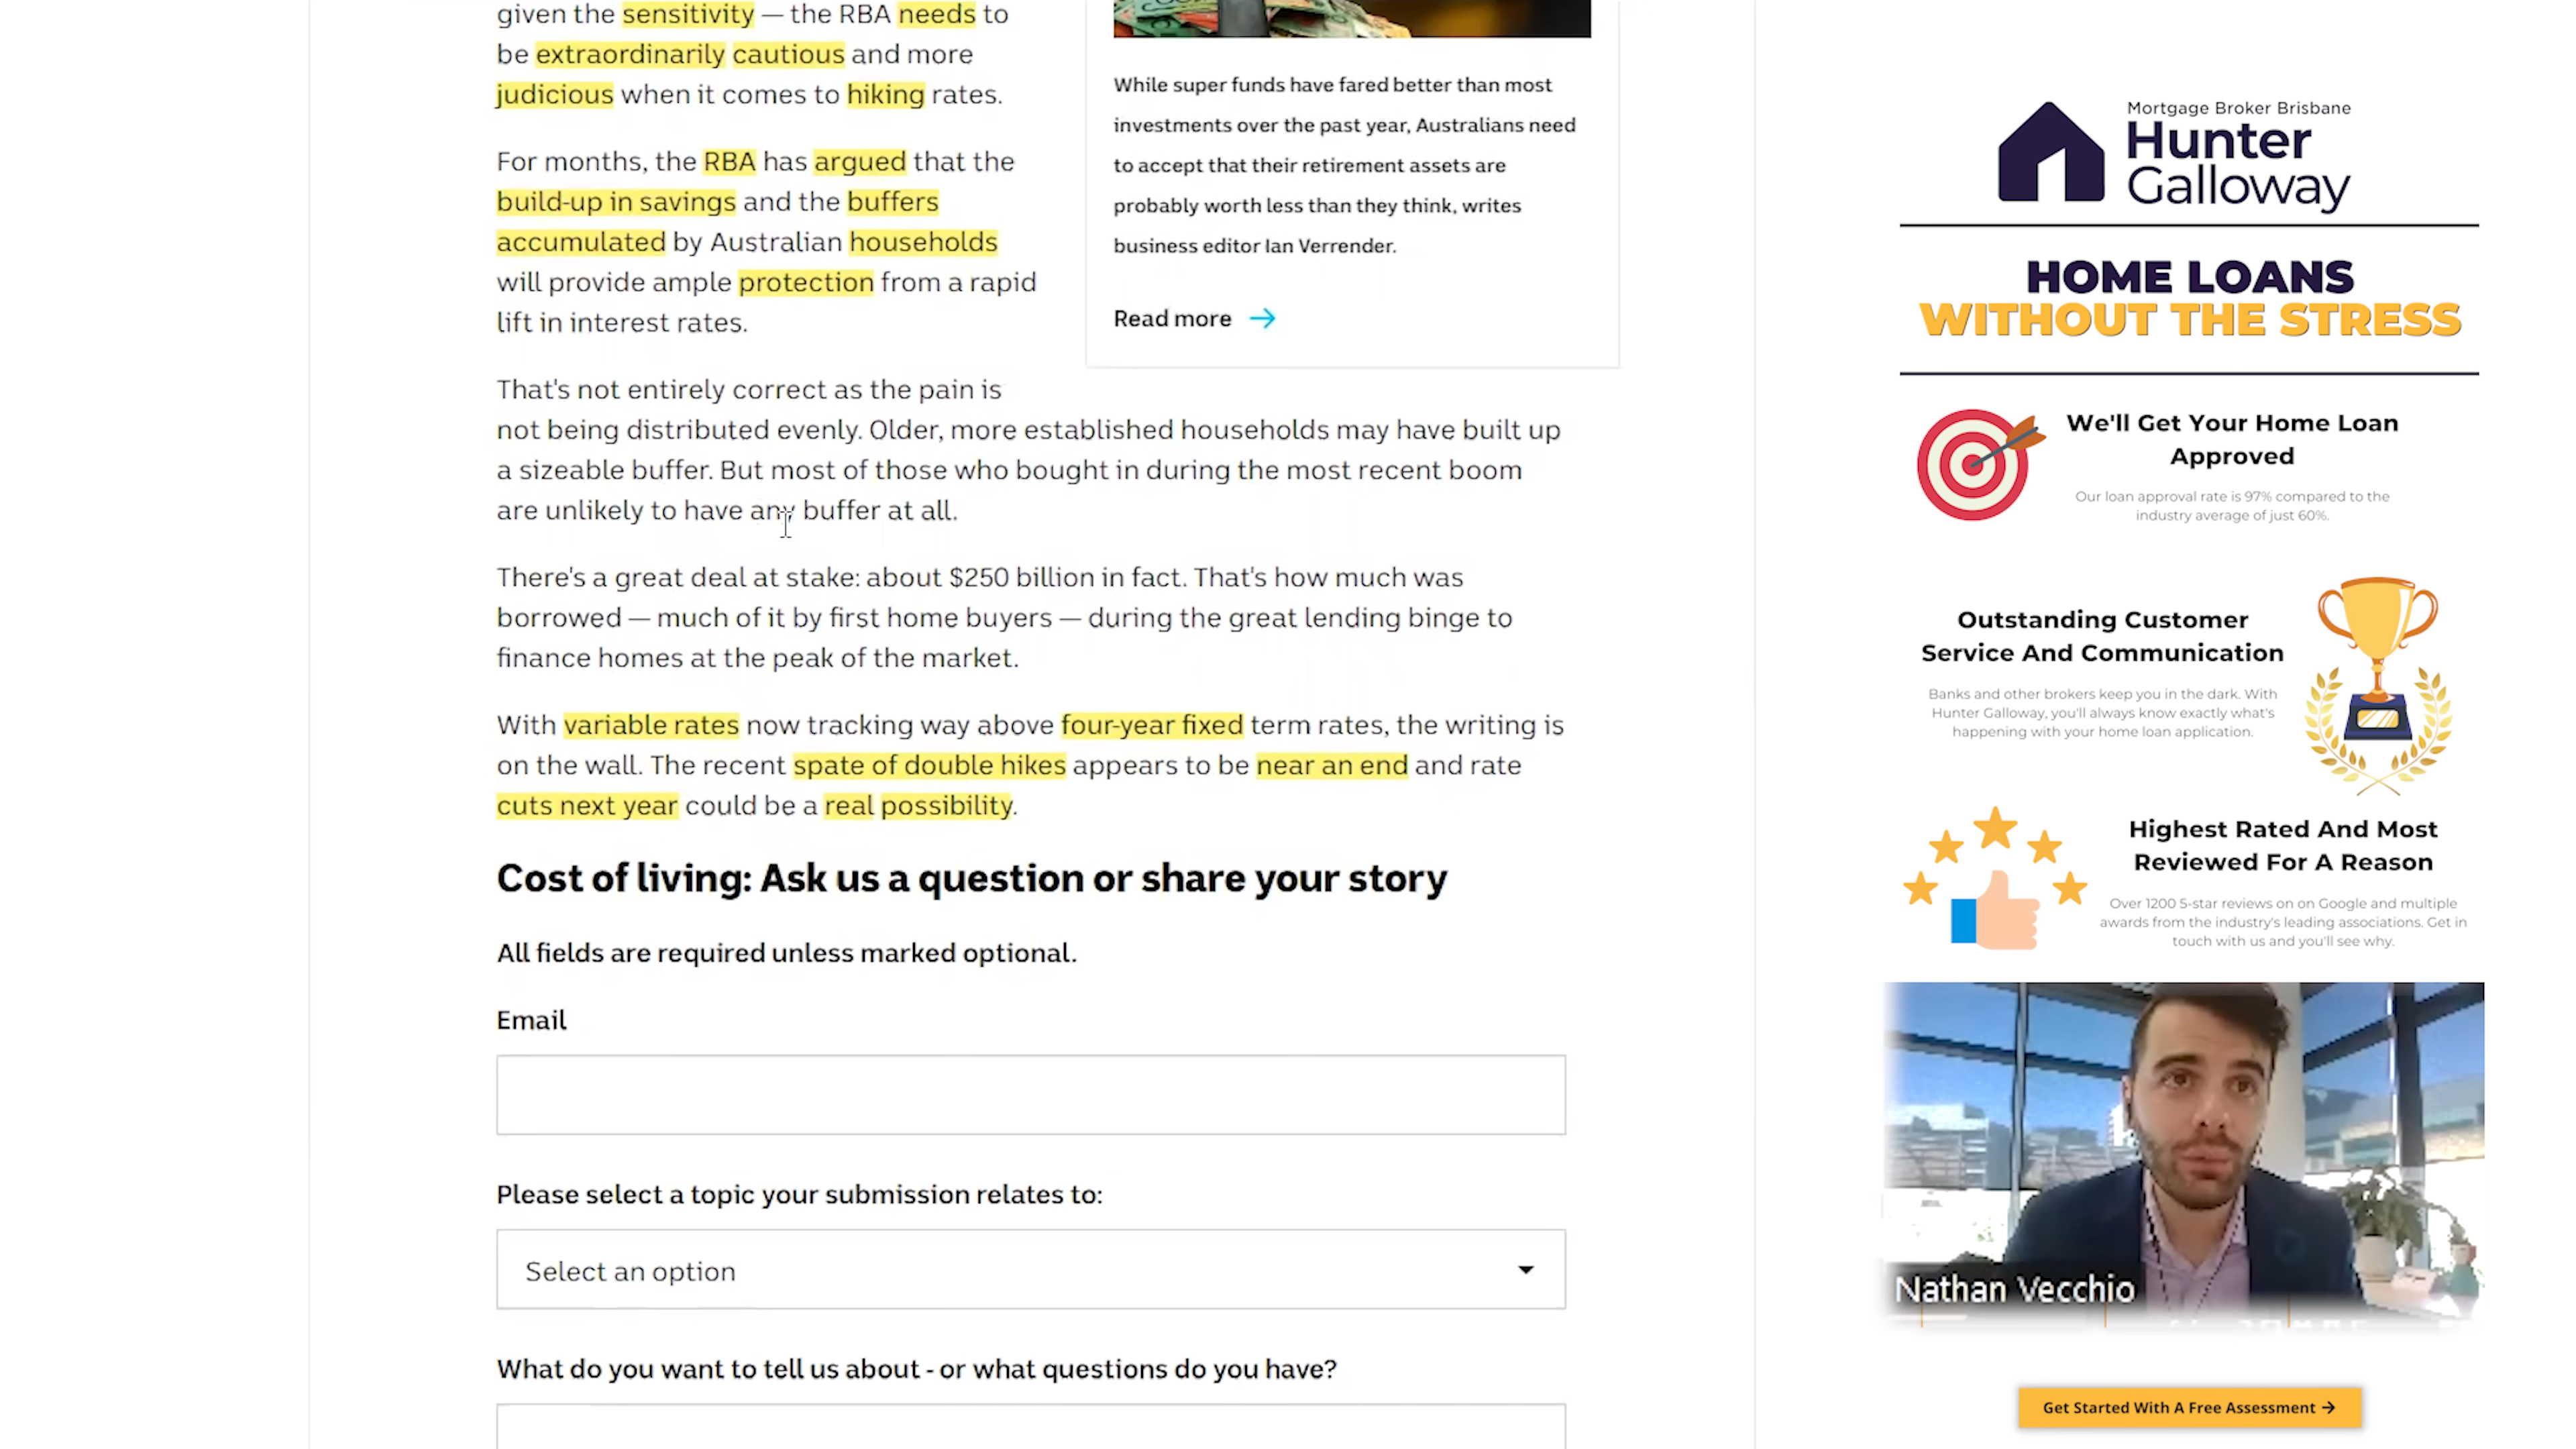 given the sensitivity — the RBA needs to
be extraordinarily cautious and more
judicious when it comes to hiking rates.
For months, the RBA has argued that the
build-up in savings and the buffers
accumulated by Australian households
will provide ample protection from a rapid
lift in interest rates.
That's not entirely correct as the pain is
not being distributed evenly. Older, more established households may have built up
a sizeable buffer. But most of those who bought in during the most recent boom
are unlikely to have any buffer at all.
There's a great deal at stake: about $250 billion in fact. That's how much was
borrowed — much of it by first home buyers — during the great lending binge to
finance homes at the peak of the market.
With variable rates now tracking way above four-year fixed term rates, the writing is
on the wall. The recent spate of double hikes appears to be near an end and rate
cuts next year could be a real possibility.
Cost of living: Ask us a question or share your story
All fields are required unless marked optional.
Email
Please select a topic your submission relates to:
Select an option
What do you want to tell us about - or what questions do you have?
While super funds have fared better than most
investments over the past year, Australians need
to accept that their retirement assets are
probably worth less than they think, writes
business editor Ian Verrender.
Read more
Mortgage Broker Brisbane
Hunter
Galloway
HOME LOANS
WITHOUT THE STRESS
We'll Get Your Home Loan
Approved
Our loan approval rate is 97% compared to the
industry average of just 60%.
Outstanding Customer
Service And Communication
Banks and other brokers keep you in the dark. With
Hunter Galloway, you'll always know exactly what's
happening with your home loan application.
Highest Rated And Most
Reviewed For A Reason
Over 1200 5-star reviews on on Google and multiple
awards from the industry's leading associations. Get in
touch with us and you'll see why.
Nathan Vecchio
Get Started With A Free Assessment